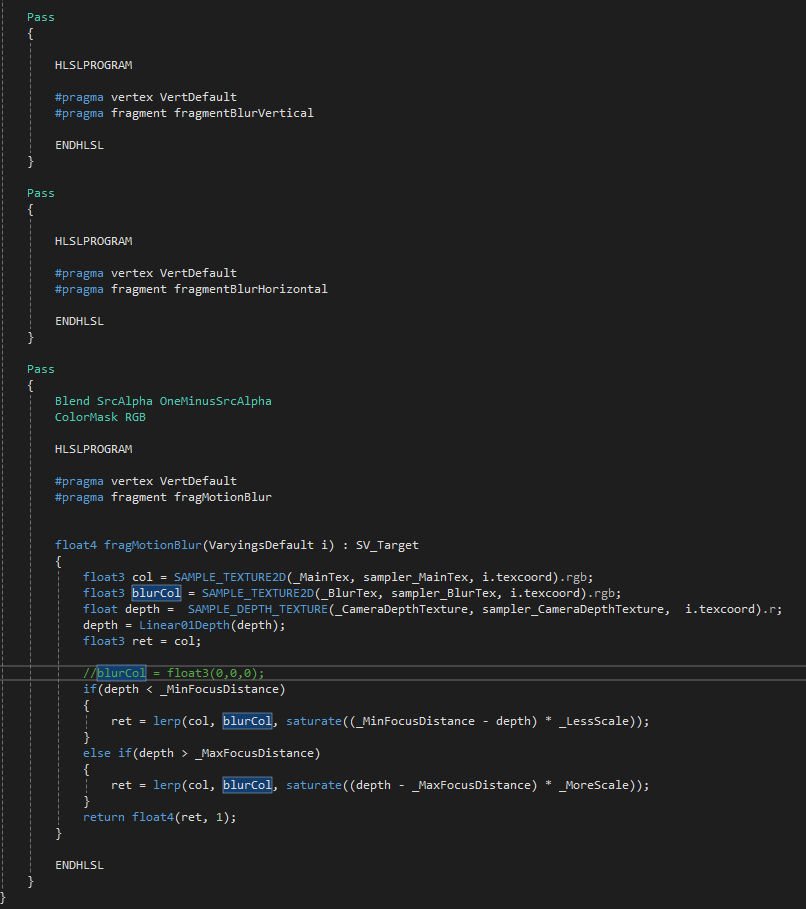 Pass
{
HLSLPROGRAM
#pragma vertex VertDefault
#pragma fragment fragmentBlurVertical
ENDHLSL
}
Pass
{
HLSLPROGRAM
#pragma vertex VertDefault
#pragma fragment fragmentBlurHorizontal
ENDHLSL
}
Pass
{
Blend SrcAlpha OneMinusSrcAlpha
ColorMask RGB
HLSLPROGRAM
#pragma vertex VertDefault
#pragma fragment fragMotionBlur
float4 fragMotionBlur(VaryingsDefault i) : SV_Target
{
float3 col = SAMPLE_TEXTURE2D(_MainTex, sampler_MainTex, i.texcoord).rgb;
float3 blurCol = SAMPLE_TEXTURE2D(_BlurTex, sampler_BlurTex, i.texcoord).rgb;
float depth =  SAMPLE_DEPTH_TEXTURE(_CameraDepthTexture, sampler_CameraDepthTexture,  i.texcoord).r;
depth = Linear01Depth(depth);
float3 ret = col;
//blurCol = float3(0,0,0);
if(depth < _MinFocusDistance)
{
ret = lerp(col, blurCol, saturate((_MinFocusDistance - depth) * _LessScale));
}
else if(depth > _MaxFocusDistance)
{
ret = lerp(col, blurCol, saturate((depth - _MaxFocusDistance) * _MoreScale));
}
return float4(ret, 1);
}
ENDHLSL
}
}